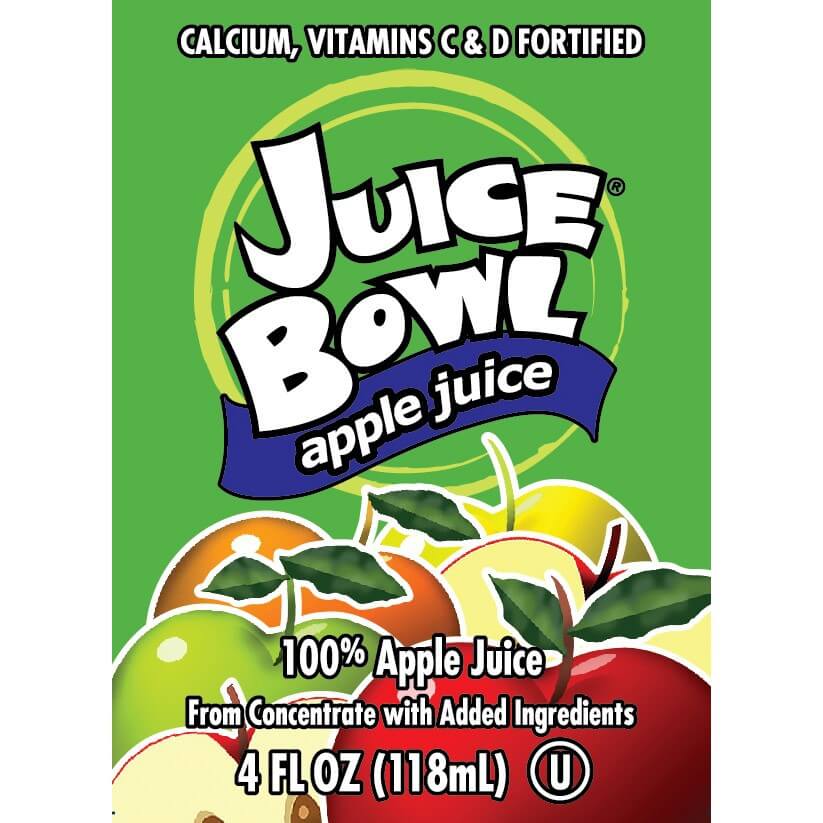 CALCIUM, VITAMINS C & D FORTIFIED
JUICE®
BOWL
apple juice
100% Apple Juice
From Concentrate with Added Ingredients
4 FL OZ (118mL) U